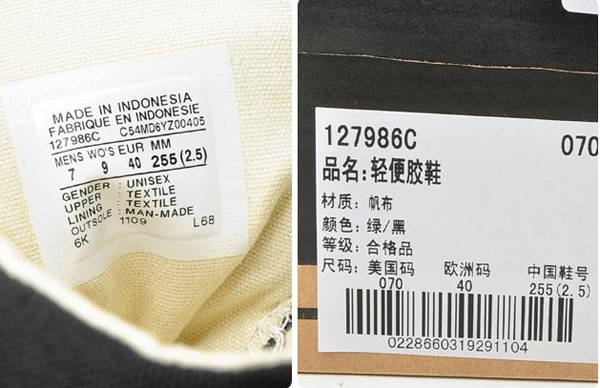 MADE IN INDONESIA
FABRIQUE EN INDONESIE
127986C C54MD6YZ00405
MENS WO'S EUR MM
7 9 40 255 (2.5)
GENDER : UNISEX
UPPER : TEXTILE
LINING : TEXTILE
OUTSOLE : MAN-MADE
6K 1109 L68
127986C 070
品名:轻便胶鞋
材质: 帆布
颜色: 绿/黑
等级: 合格品
尺码: 美国码 欧洲码 中国鞋号
070 40 255(2.5)
0228660319291104